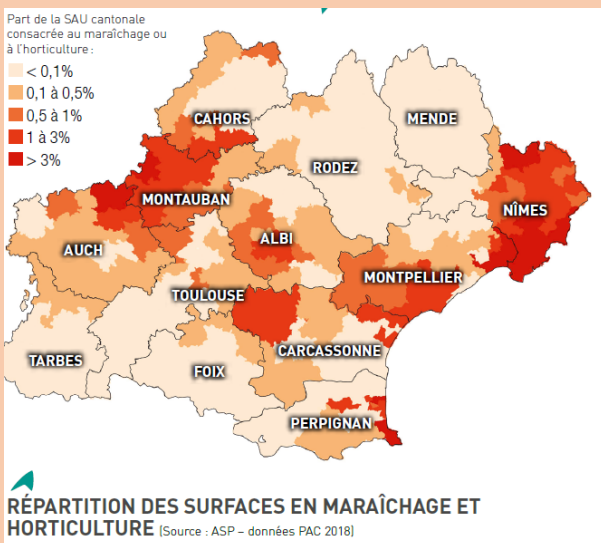 Part de la SAU cantonale
consacrée au maraîchage ou
à l'horticulture :
< 0,1%
0,1 à 0,5%
0,5 à 1%
1 à 3%
> 3%
CAHORS
MENDE
RODEZ
MONTAUBAN
NÎMES
ALBI
AUCH
MONTPELLIER
TOULOUSE
CARCASSONNE
TARBES
FOIX
PERPIGNAN
RÉPARTITION DES SURFACES EN MARAÎCHAGE ET
HORTICULTURE (Source : ASP – données PAC 2018)